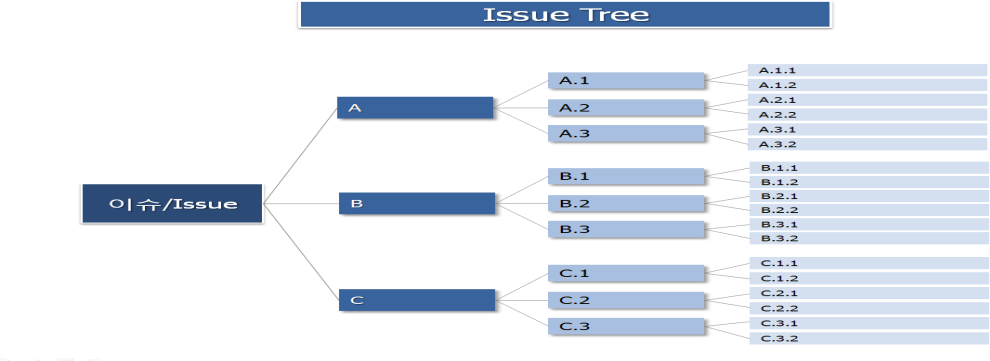 Issue Tree
이슈/Issue
A
A.1
A.1.1
A.1.2
A.2
A.2.1
A.2.2
A.3
A.3.1
A.3.2
B
B.1
B.1.1
B.1.2
B.2
B.2.1
B.2.2
B.3
B.3.1
B.3.2
C
C.1
C.1.1
C.1.2
C.2
C.2.1
C.2.2
C.3
C.3.1
C.3.2